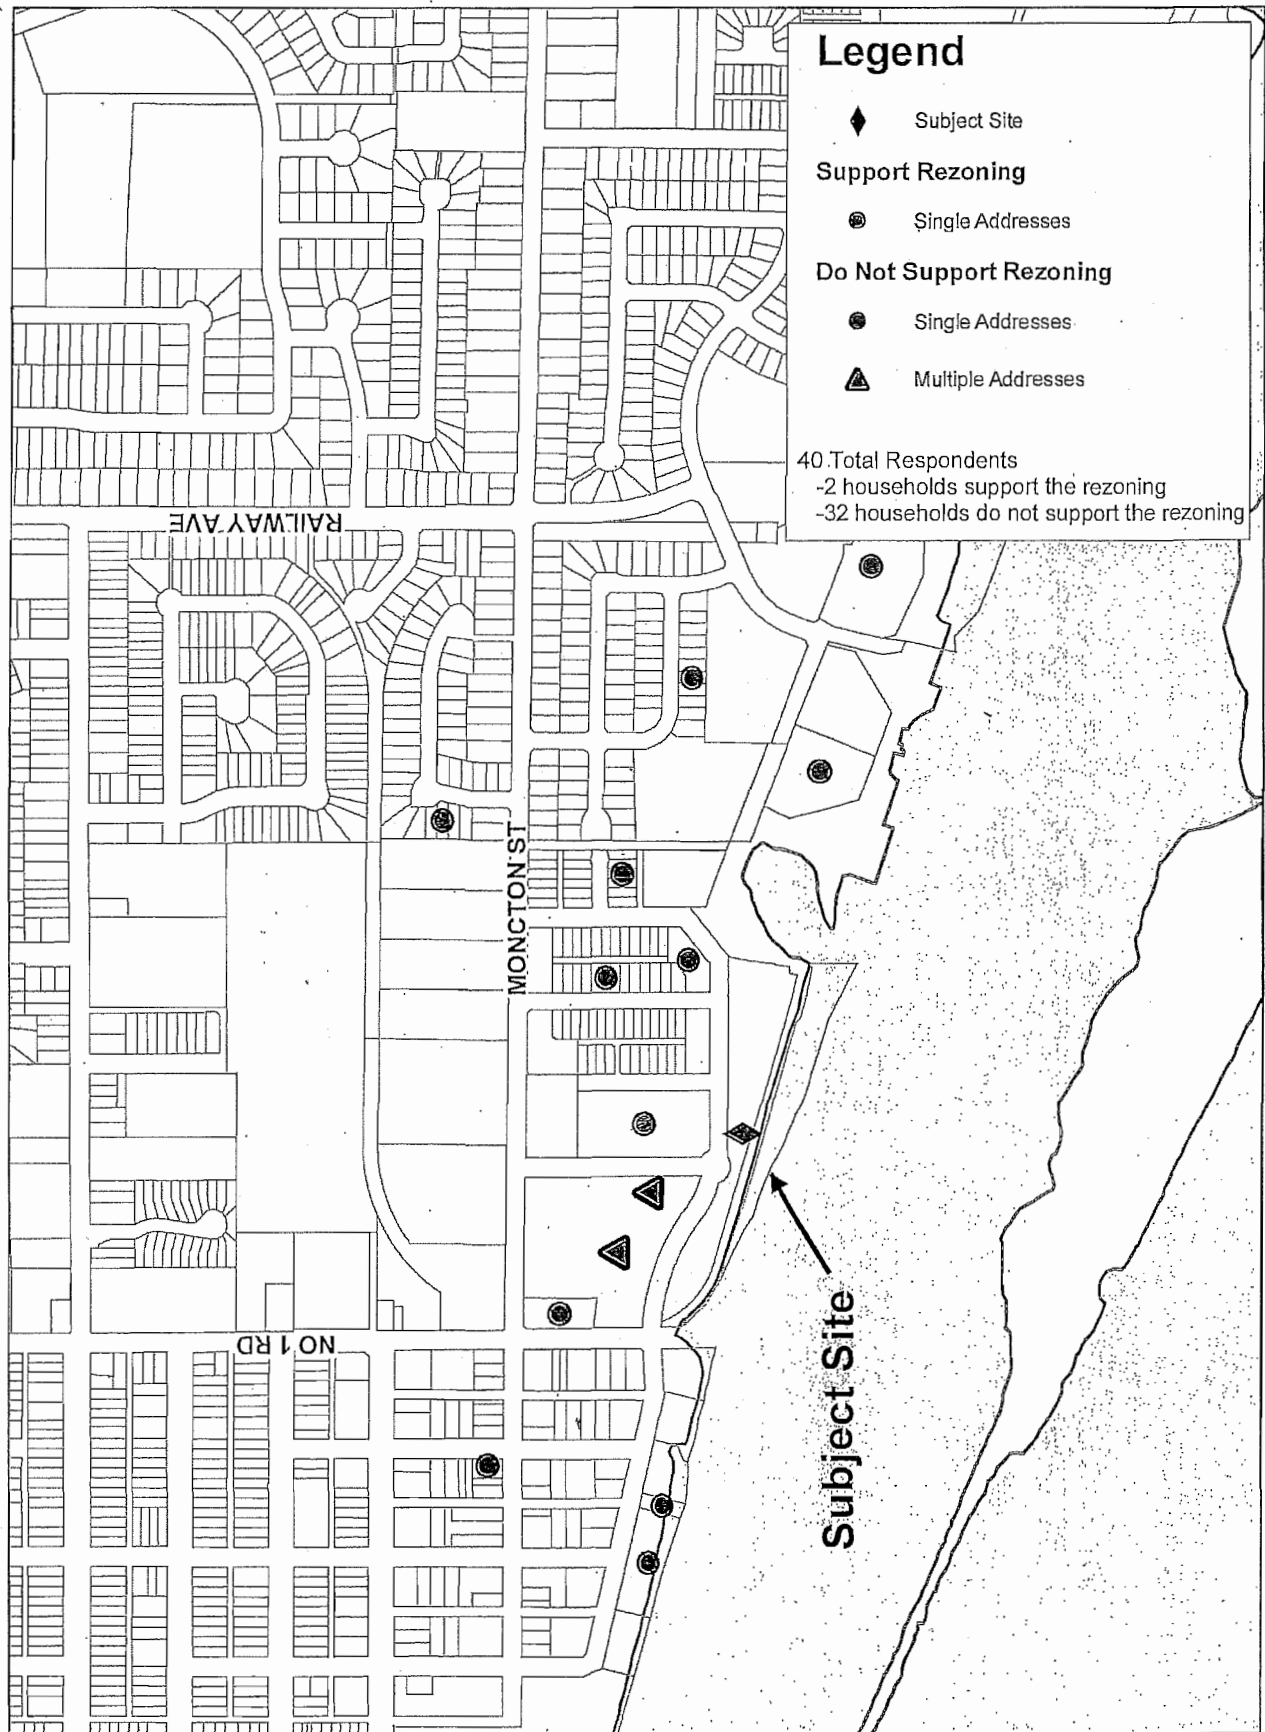 Legend
Subject Site
Support Rezoning
Single Addresses
Do Not Support Rezoning
Single Addresses
Multiple Addresses
40 Total Respondents
-2 households support the rezoning
-32 households do not support the rezoning
RAILWAY AVE
MONCTON ST
NO 1 RD
Subject Site